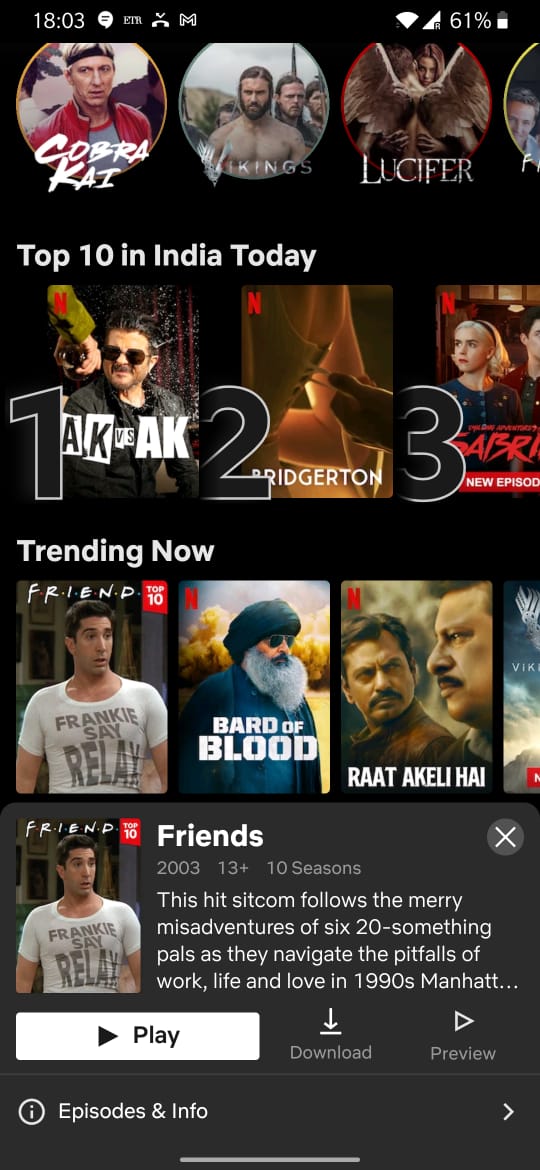 18:03 ETR 61%
COBRA
KAI
VIKINGS
LUCIFER
Top 10 in India Today
N
N
N
1
AK VS AK
2
BRIDGERTON
3
SABRI
NEW EPISOD
Trending Now
F·R·I·E·N·D·
TOP
10
FRANKIE
SAY
RELAX
N
BARD OF
BLOOD
N
RAAT AKELI HAI
VIKI
N
F·R·I·E·N·D·
TOP
10
FRANKIE
SAY
RELAX
Friends
2003 13+ 10 Seasons
This hit sitcom follows the merry
misadventures of six 20-something
pals as they navigate the pitfalls of
work, life and love in 1990s Manhatt...
Play
Download
Preview
Episodes & Info